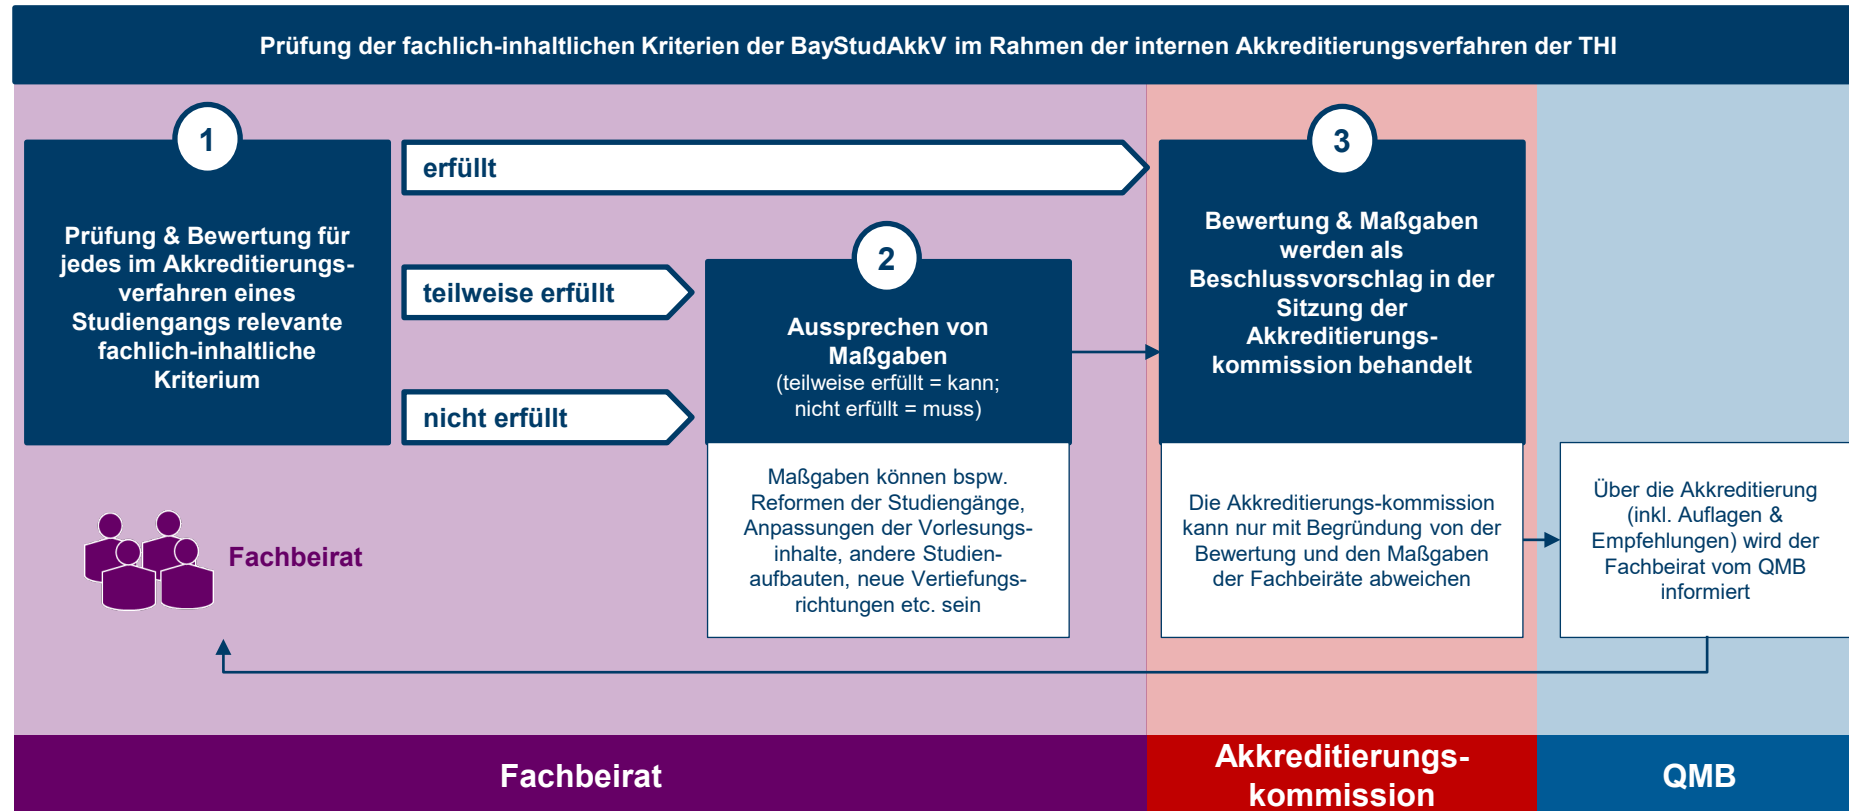 Prüfung der fachlich-inhaltlichen Kriterien der BayStudAkkV im Rahmen der internen Akkreditierungsverfahren der THI
1
Prüfung & Bewertung für
jedes im Akkreditierungs-
verfahren eines
Studiengangs relevante
fachlich-inhaltliche
Kriterium
erfüllt
teilweise erfüllt
nicht erfüllt
2
Aussprechen von
Maßgaben
(teilweise erfüllt = kann;
nicht erfüllt = muss)
Maßgaben können bspw.
Reformen der Studiengänge,
Anpassungen der Vorlesungs-
inhalte, andere Studien-
aufbauten, neue Vertiefungs-
richtungen etc. sein
3
Bewertung & Maßgaben
werden als
Beschlussvorschlag in der
Sitzung der
Akkreditierungs-
kommission behandelt
Die Akkreditierungs-kommission
kann nur mit Begründung von der
Bewertung und den Maßgaben
der Fachbeiräte abweichen
Über die Akkreditierung
(inkl. Auflagen &
Empfehlungen) wird der
Fachbeirat vom QMB
informiert
Fachbeirat
Fachbeirat
Akkreditierungs-
kommission
QMB